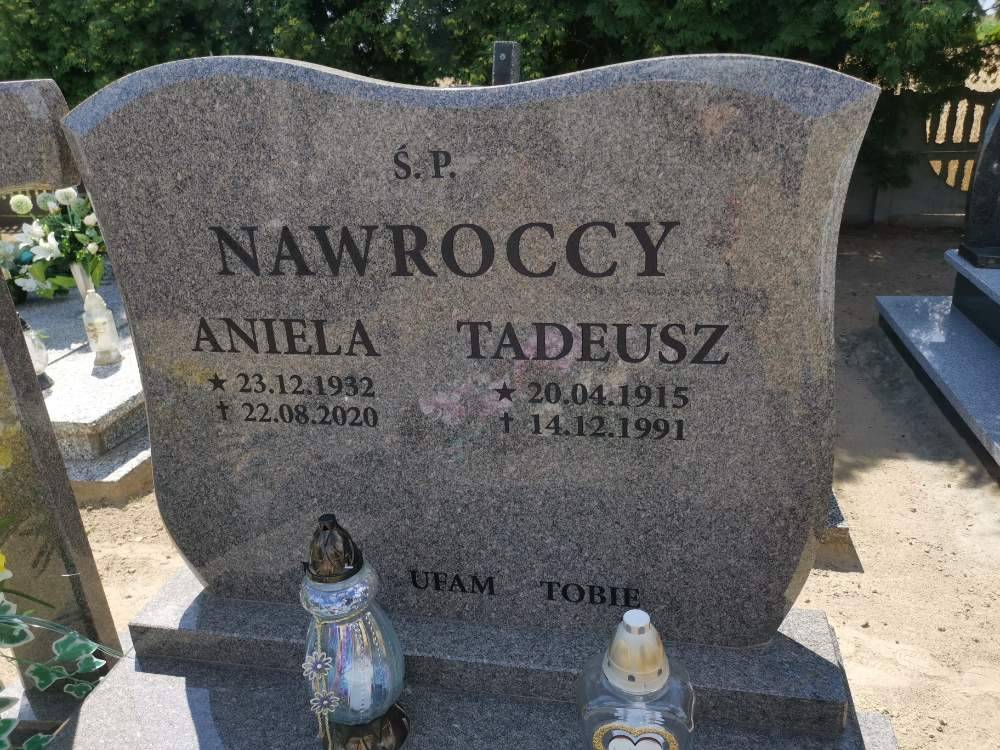 Ś. P.
NAWROCCY
ANIELA TADEUSZ
★ 23.12.1932 ★ 20.04.1915
† 22.08.2020 † 14.12.1991
UFAM TOBIE